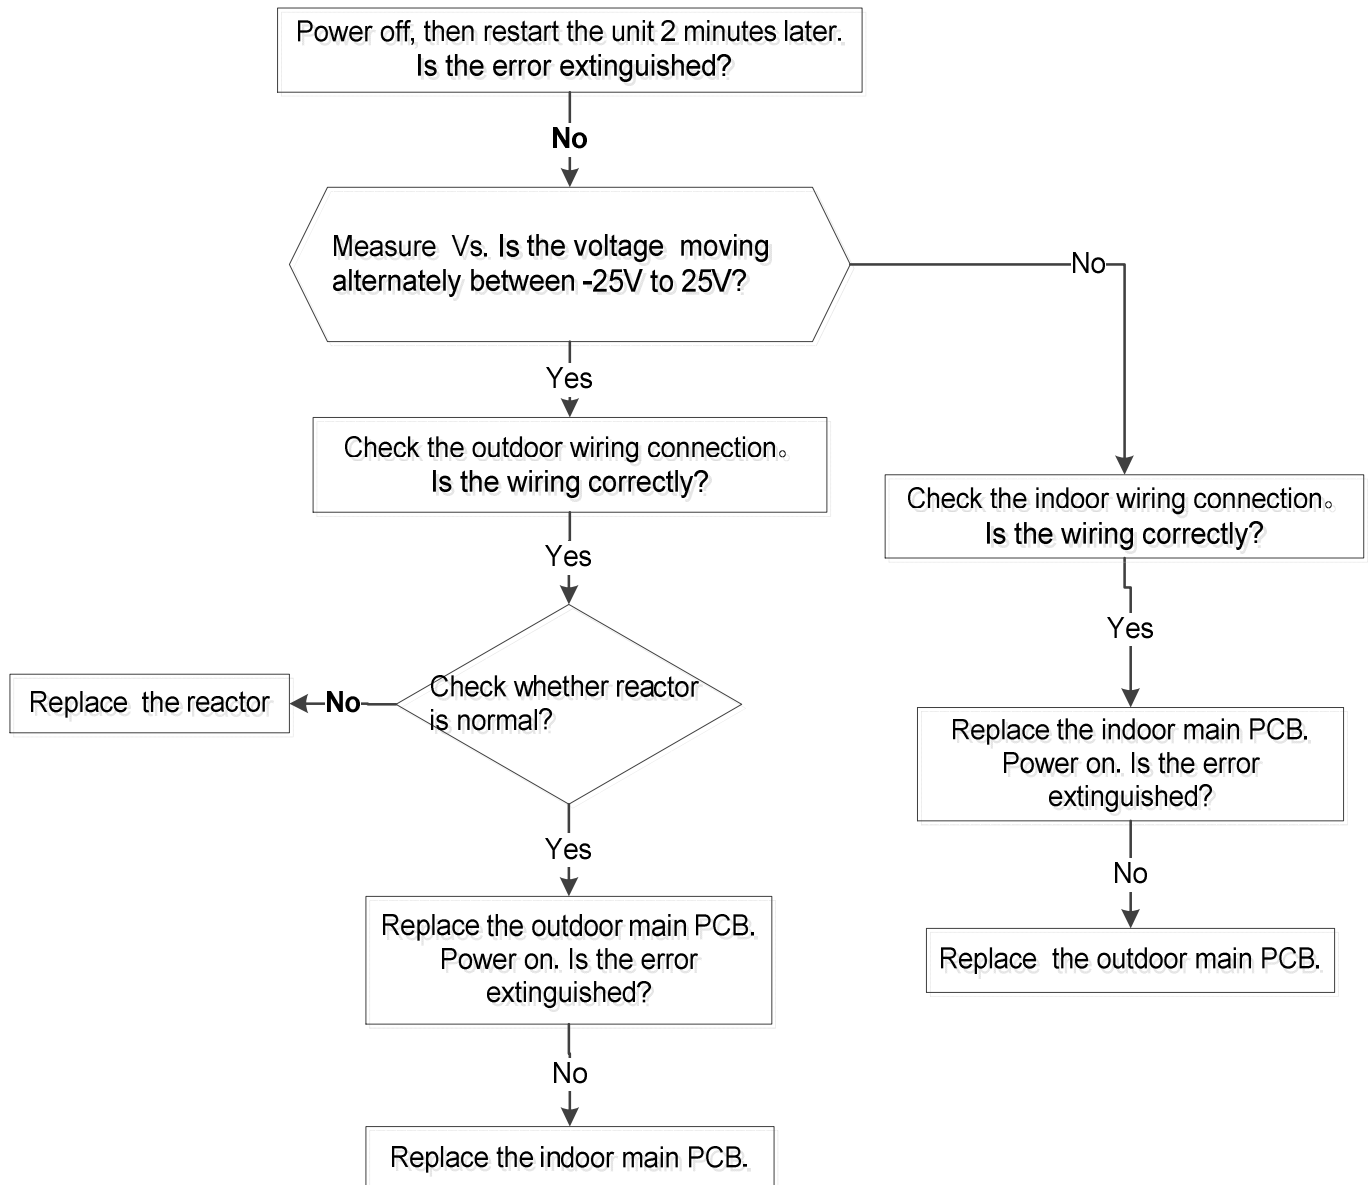 Power off, then restart the unit 2 minutes later.
Is the error extinguished?
No
Measure Vs. Is the voltage moving
alternately between -25V to 25V?
No
Yes
Check the outdoor wiring connection。
Is the wiring correctly?
Check the indoor wiring connection。
Is the wiring correctly?
Yes
Yes
Check whether reactor
is normal?
No
Replace the reactor
Replace the indoor main PCB.
Power on. Is the error
extinguished?
Yes
No
Replace the outdoor main PCB.
Power on. Is the error
extinguished?
Replace the outdoor main PCB.
No
Replace the indoor main PCB.